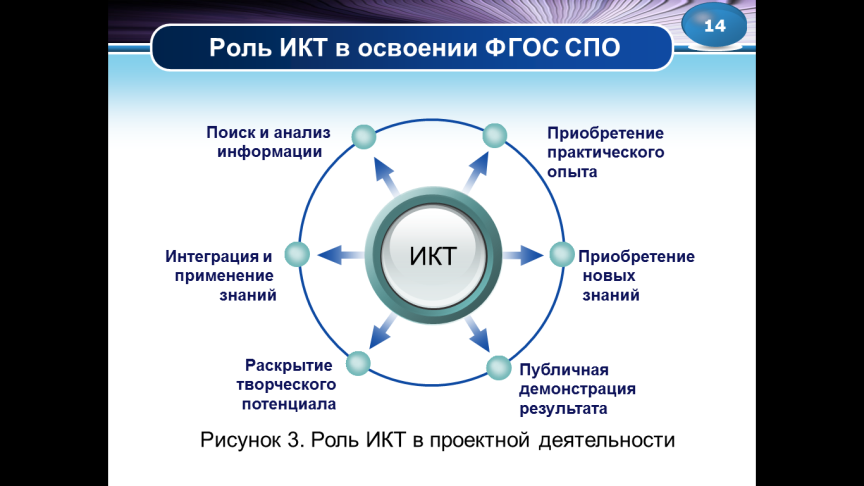 14
Роль ИКТ в освоении ФГОС СПО
Поиск и анализ
информации
Приобретение
практического
опыта
Интеграция и
применение
знаний
ИКТ
Приобретение
новых
знаний
Раскрытие
творческого
потенциала
Публичная
демонстрация
результата
Рисунок 3. Роль ИКТ в проектной деятельности